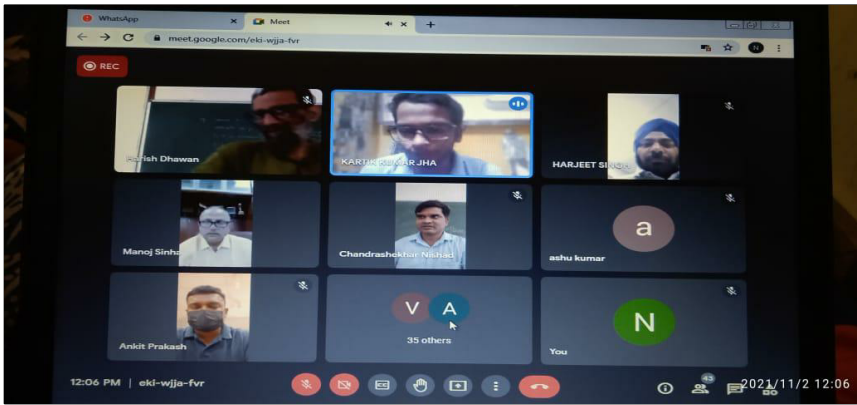 WhatsApp
Meet
meet.google.com/eki-wjja-fvr
N
REC
Harish Dhawan
KARTIK KUMAR JHA
HARJEET SINGH
Manoj Sinha
Chandrashekhar Nishad
a
ashu kumar
Ankit Prakash
V A
35 others
N
You
12:06 PM | eki-wjja-fvr
CC
43
2021/11/2 12:06